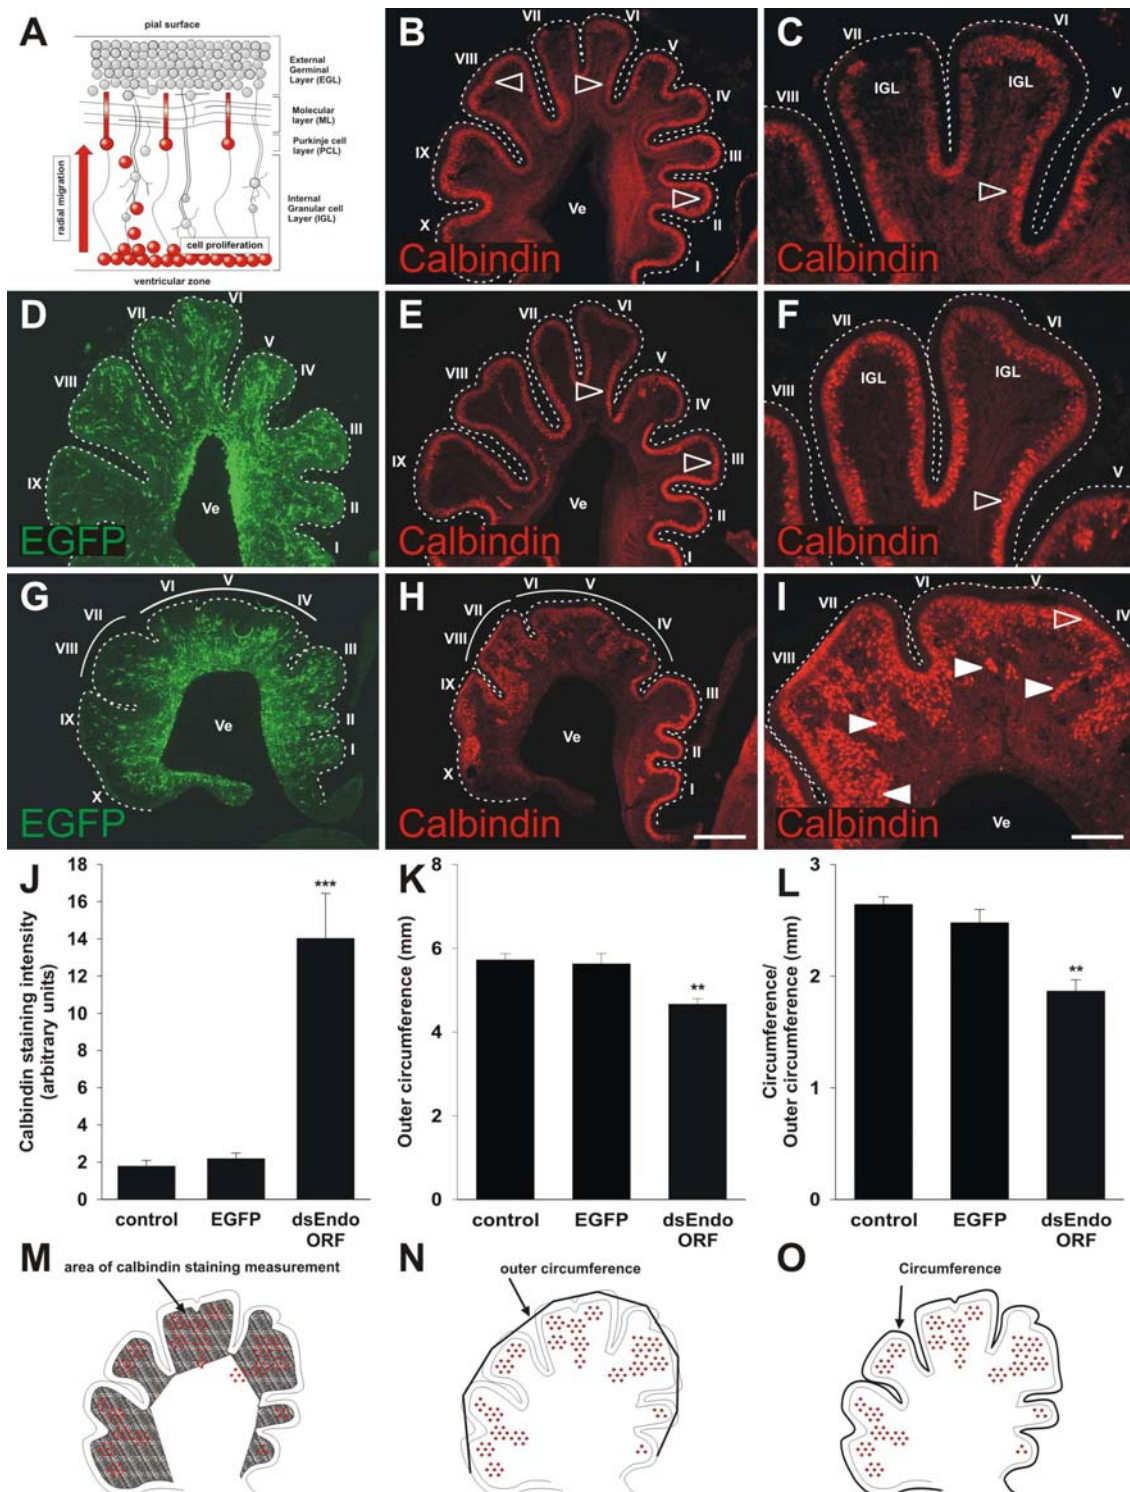 A
pial surface
External
Germinal
Layer (EGL)
Molecular
layer (ML)
Purkinje cell
layer (PCL)
Internal
Granular cell
Layer (IGL)
radial migration
cell proliferation
ventricular zone
B
VII
VI
VIII
V
IV
IX
III
X
Ve
II
I
Calbindin
C
VII
VI
IGL
IGL
VIII
V
Calbindin
D
VI
VII
V
VIII
IV
III
IX
Ve
II
I
EGFP
E
VI
VII
V
VIII
IV
IX
III
Ve
II
I
Calbindin
F
VII
VI
IGL
IGL
VIII
V
Calbindin
G
VI
V
VII
IV
VIII
III
IX
Ve
II
I
X
EGFP
H
VI
V
VII
VIII
IV
IX
III
Ve
II
X
I
Calbindin
I
VI
V
VII
IV
VIII
Ve
Calbindin
J
Calbindin staining intensity
(arbitrary units)
18
16
14
12
10
8
6
4
2
0
***
control
EGFP
dsEndo
ORF
K
Outer circumference (mm)
8
6
4
2
0
**
control
EGFP
dsEndo
ORF
L
Circumference/
Outer circumference (mm)
3
2
1
0
**
control
EGFP
dsEndo
ORF
M
area of calbindin staining measurement
N
outer circumference
O
Circumference